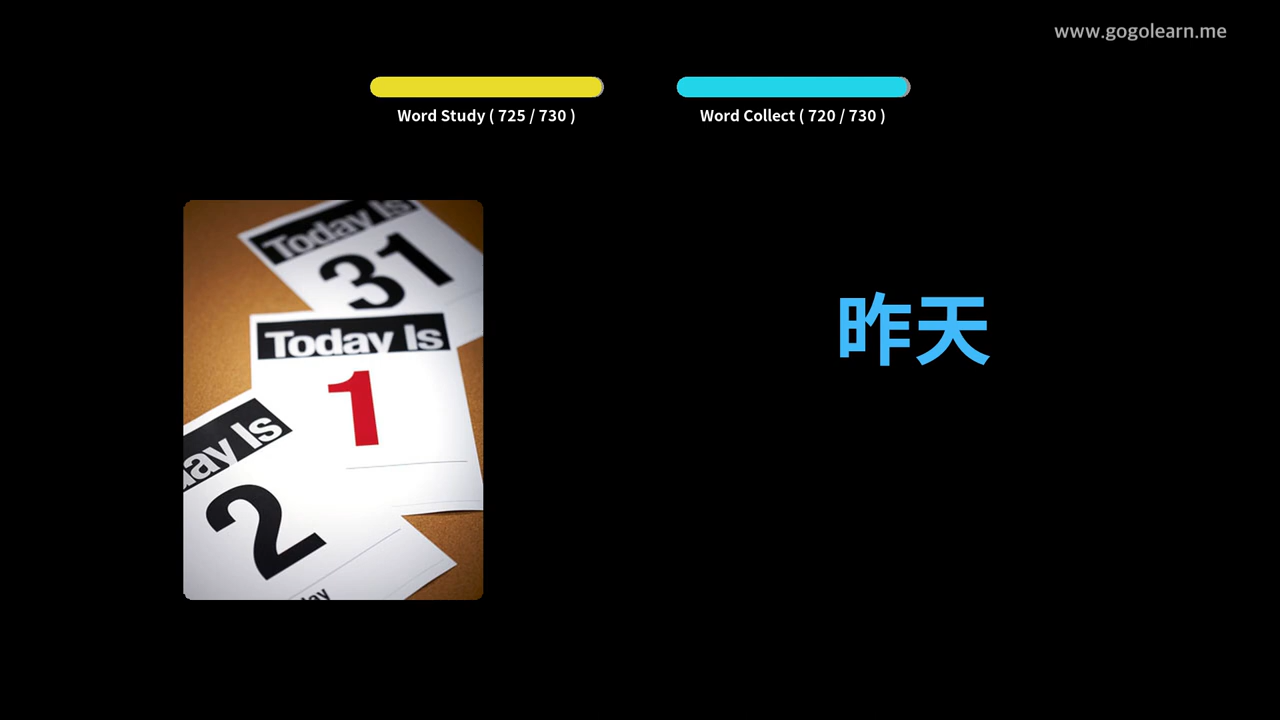 www.gogolearn.me
Word Study ( 725 / 730 )
Word Collect ( 720 / 730 )
Today Is
31
Today Is
1
昨天
ay Is
2